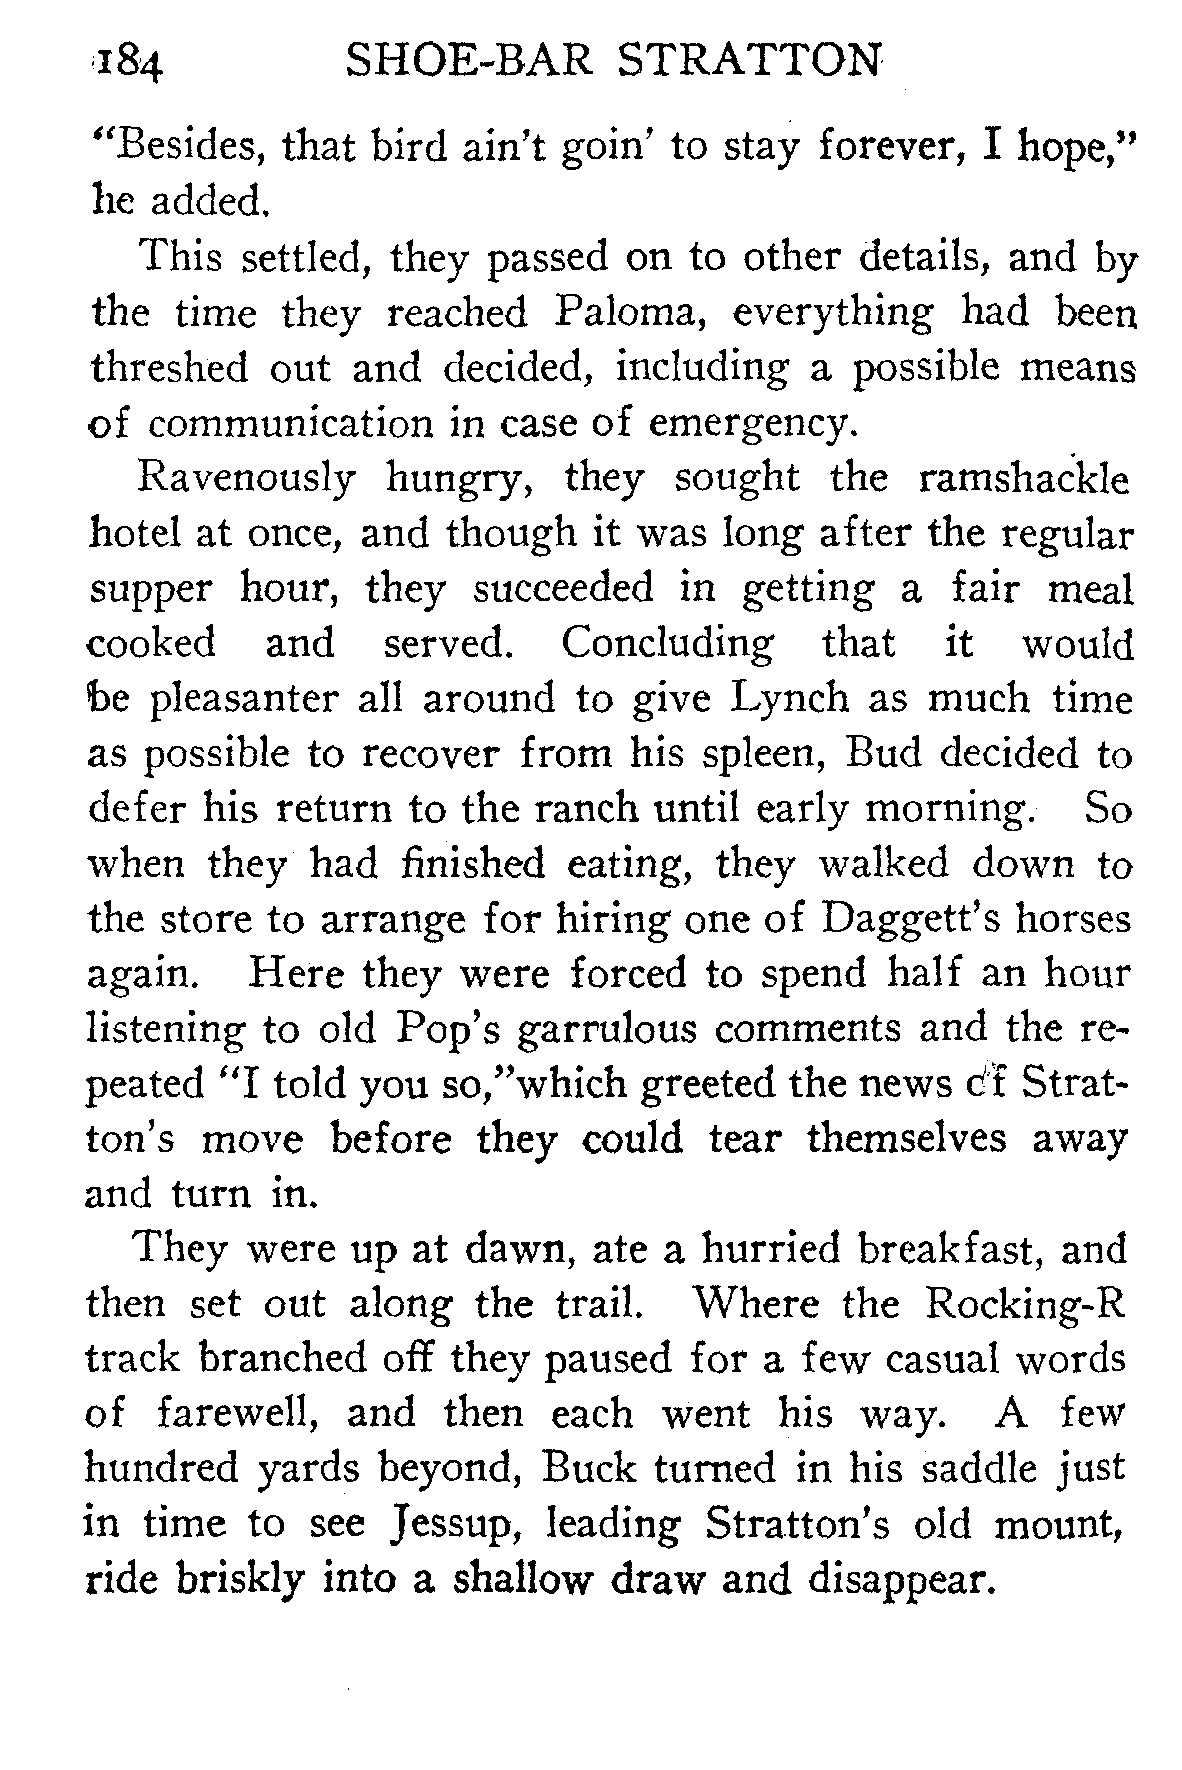 184 SHOE-BAR STRATTON
“Besides, that bird ain't goin' to stay forever, I hope,”
he added.
This settled, they passed on to other details, and by
the time they reached Paloma, everything had been
threshed out and decided, including a possible means
of communication in case of emergency.
Ravenously hungry, they sought the ramshackle
hotel at once, and though it was long after the regular
supper hour, they succeeded in getting a fair meal
cooked and served. Concluding that it would
be pleasanter all around to give Lynch as much time
as possible to recover from his spleen, Bud decided to
defer his return to the ranch until early morning. So
when they had finished eating, they walked down to
the store to arrange for hiring one of Daggett's horses
again. Here they were forced to spend half an hour
listening to old Pop's garrulous comments and the re-
peated “I told you so,”which greeted the news of Strat-
ton's move before they could tear themselves away
and turn in.
They were up at dawn, ate a hurried breakfast, and
then set out along the trail. Where the Rocking-R
track branched off they paused for a few casual words
of farewell, and then each went his way. A few
hundred yards beyond, Buck turned in his saddle just
in time to see Jessup, leading Stratton's old mount,
ride briskly into a shallow draw and disappear.